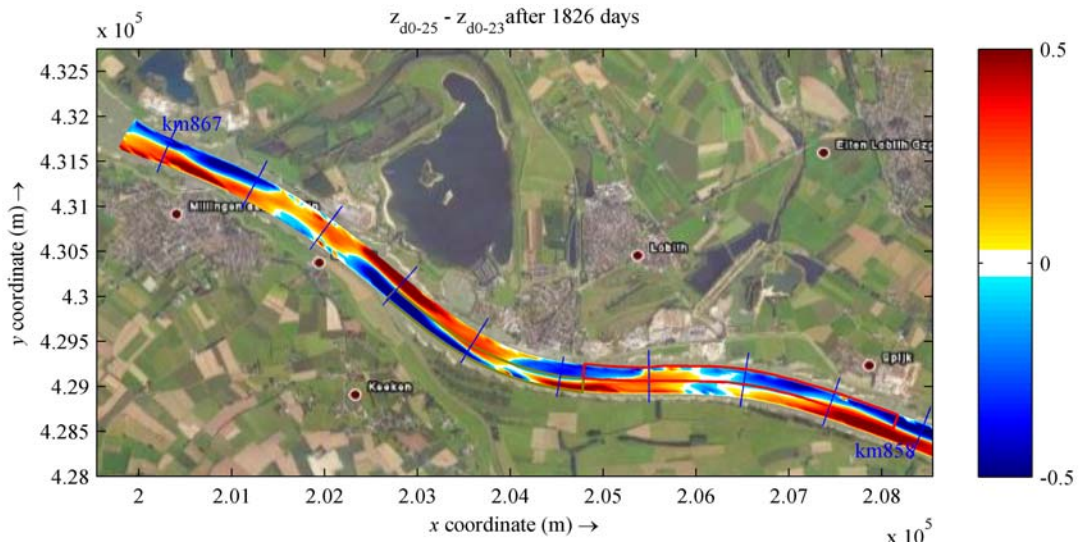 z_d0-25 - z_d0-23 after 1826 days
x 10^5
4.325
4.32
4.315
4.31
4.305
4.3
4.295
4.29
4.285
4.28
y coordinate (m) →
km867
Millingen
Lobith
Keeken
Spijk
km858
2
2.01
2.02
2.03
2.04
2.05
2.06
2.07
2.08
x coordinate (m) →
x 10^5
0.5
0
-0.5